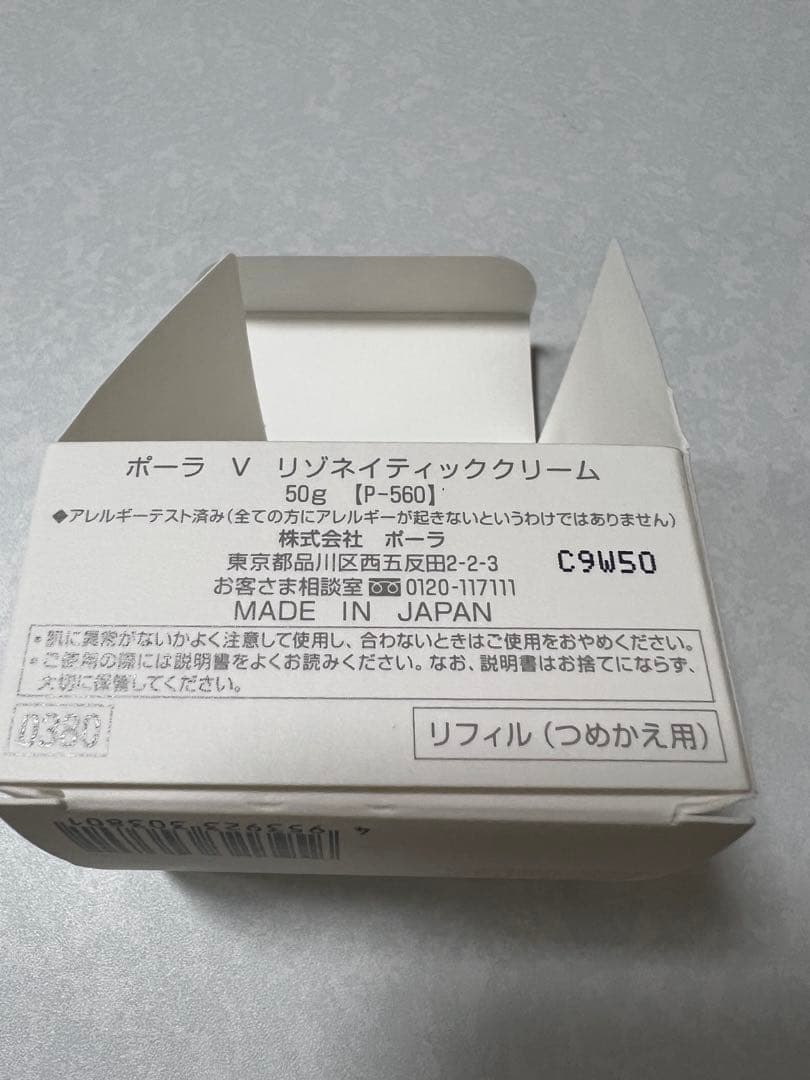 ポーラ V リゾネイティッククリーム
50g 【P-560】
◆アレルギーテスト済み(全ての方にアレルギーが起きないというわけではありません)
株式会社 ポーラ
東京都品川区西五反田2-2-3
C9W50
お客さま相談室 0120-117111
MADE IN JAPAN
•肌に異常がないかよく注意して使用し、合わないときはご使用をおやめください。
•ご使用の際には説明書をよくお読みください。なお、説明書はお捨てにならず、
大切に保管してください。
0380
リフィル(つめかえ用)
4 953923 303801